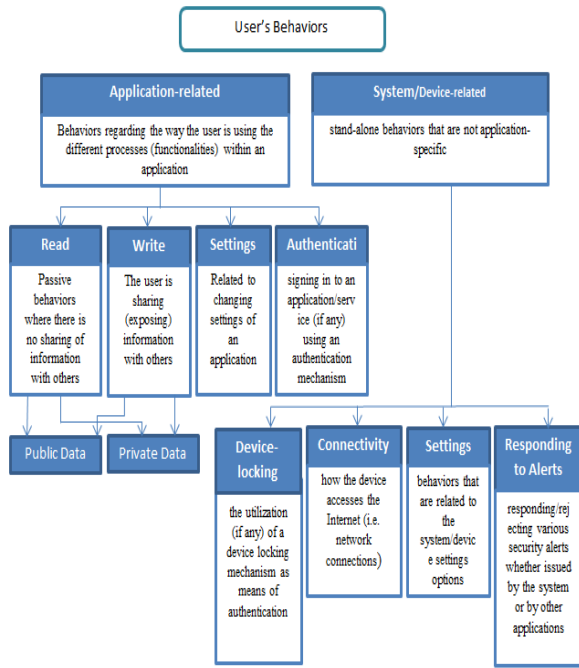 User's Behaviors
Application-related
Behaviors regarding the way the user is using the
different processes (functionalities) within an
application
System/Device-related
stand-alone behaviors that are not application-
specific
Read
Passive
behaviors
where there is
no sharing of
information
with others
Write
The user is
sharing
(exposing)
information
with others
Settings
Related to
changing
settings of
an
application
Authenticati
signing in to an
application/serv
ice (if any)
using an
authentication
mechanism
Public Data
Private Data
Device-
locking
the utilization
(if any) of a
device locking
mechanism as
means of
authentication
Connectivity
how the device
accesses the
Internet (i.e.
network
connections)
Settings
behaviors that
are related to
the
system/devic
e settings
options
Responding
to Alerts
responding/rej
ecting various
security alerts
whether issued
by the system
or by other
applications